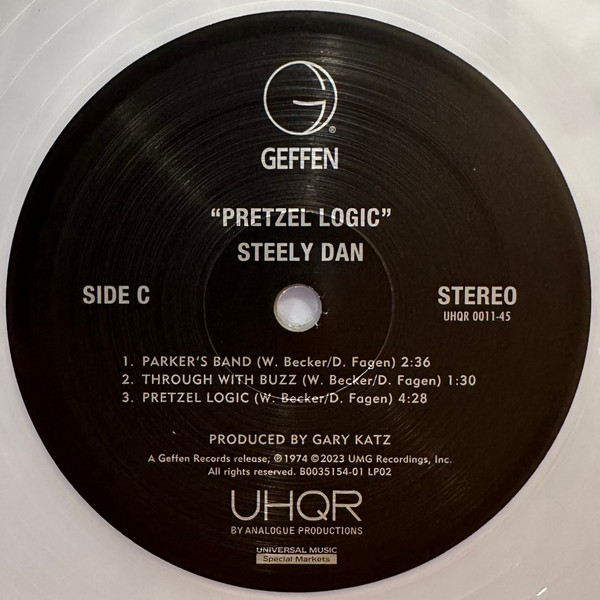 ®
GEFFEN
“PRETZEL LOGIC”
STEELY DAN
SIDE C
STEREO
UHQR 0011-45
1. PARKER'S BAND (W. Becker/D. Fagen) 2:36
2. THROUGH WITH BUZZ (W. Becker/D. Fagen) 1:30
3. PRETZEL LOGIC (W. Becker/D. Fagen) 4:28
PRODUCED BY GARY KATZ
A Geffen Records release; ℗1974 ©2023 UMG Recordings, Inc.
All rights reserved. B0035154-01 LP02
UHQR
BY ANALOGUE PRODUCTIONS
UNIVERSAL MUSIC
Special Markets